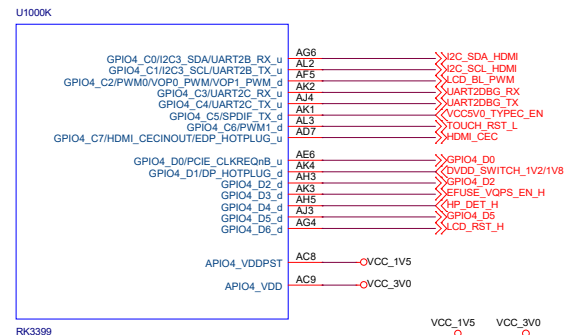 U1000K
GPIO4_C0/I2C3_SDA/UART2B_RX_u AG6 I2C_SDA_HDMI
GPIO4_C1/I2C3_SCL/UART2B_TX_u AL2 I2C_SCL_HDMI
GPIO4_C2/PWM0/VOP0_PWM/VOP1_PWM_d AF5 LCD_BL_PWM
GPIO4_C3/UART2C_RX_u AK2 UART2DBG_RX
GPIO4_C4/UART2C_TX_u AJ4 UART2DBG_TX
GPIO4_C5/SPDIF_TX_d AK1 VCC5V0_TYPEC_EN
GPIO4_C6/PWM1_d AL3 TOUCH_RST_L
GPIO4_C7/HDMI_CECINOUT/EDP_HOTPLUG_u AD7 HDMI_CEC
GPIO4_D0/PCIE_CLKREQnB_u AE6 GPIO4_D0
GPIO4_D1/DP_HOTPLUG_d AK4 DVDD_SWITCH_1V2/1V8
GPIO4_D2_d AH3 GPIO4_D2
GPIO4_D3_d AK3 EFUSE_VQPS_EN_H
GPIO4_D4_d AH5 HP_DET_H
GPIO4_D5_d AJ3 GPIO4_D5
GPIO4_D6_d AG4 LCD_RST_H
APIO4_VDDPST AC8 VCC_1V5
APIO4_VDD AC9 VCC_3V0
RK3399
VCC_1V5 VCC_3V0